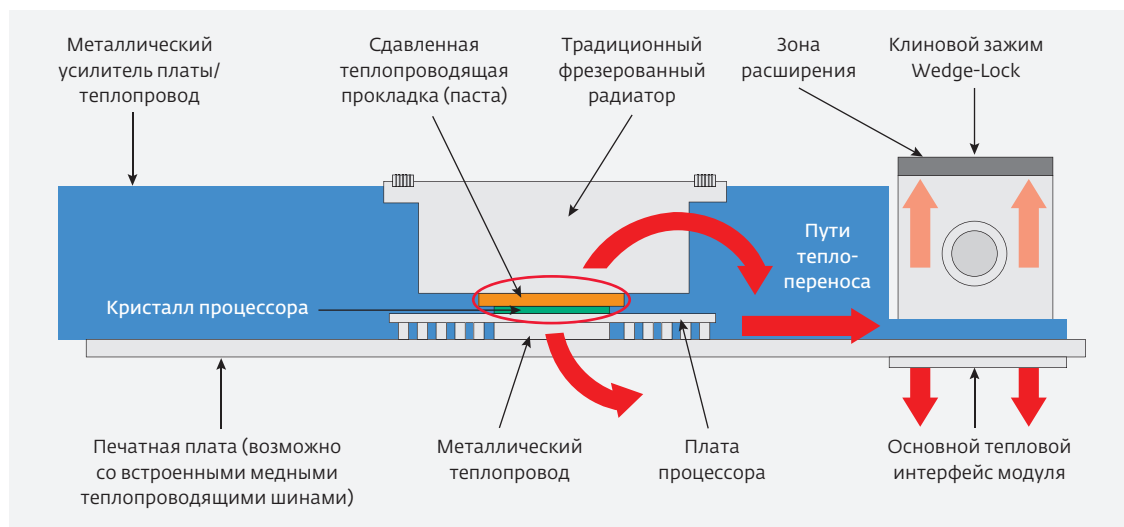 Металлический
усилитель платы/
теплопровод
Сдавленная
теплопроводящая
прокладка (паста)
Традиционный
фрезерованный
радиатор
Зона
расширения
Клиновой зажим
Wedge-Lock
Пути
тепло-
переноса
Кристалл процессора
Печатная плата (возможно
со встроенными медными
теплопроводящими шинами)
Металлический
теплопровод
Плата
процессора
Основной тепловой
интерфейс модуля